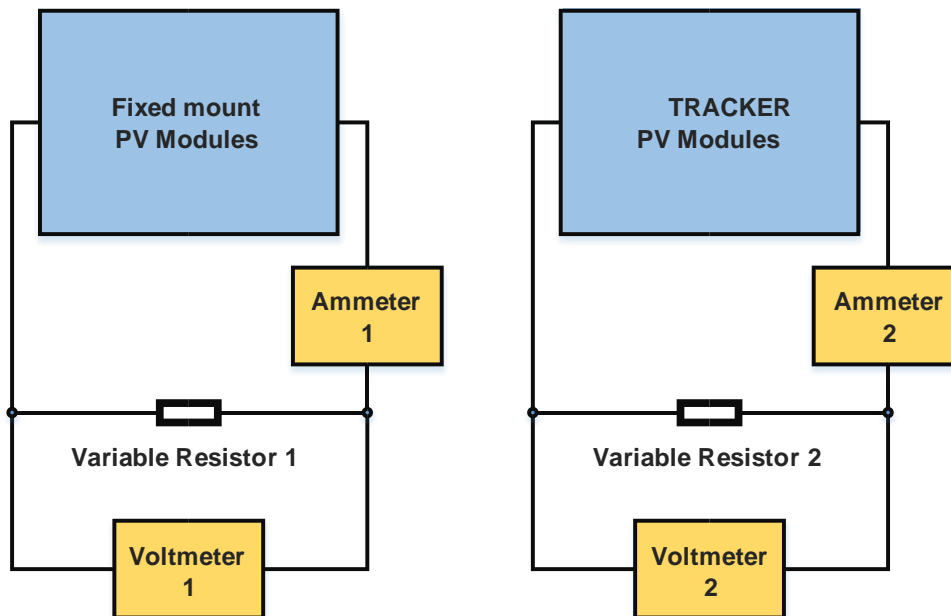 Fixed mount
PV Modules
TRACKER
PV Modules
Ammeter
1
Ammeter
2
Variable Resistor 1
Variable Resistor 2
Voltmeter
1
Voltmeter
2